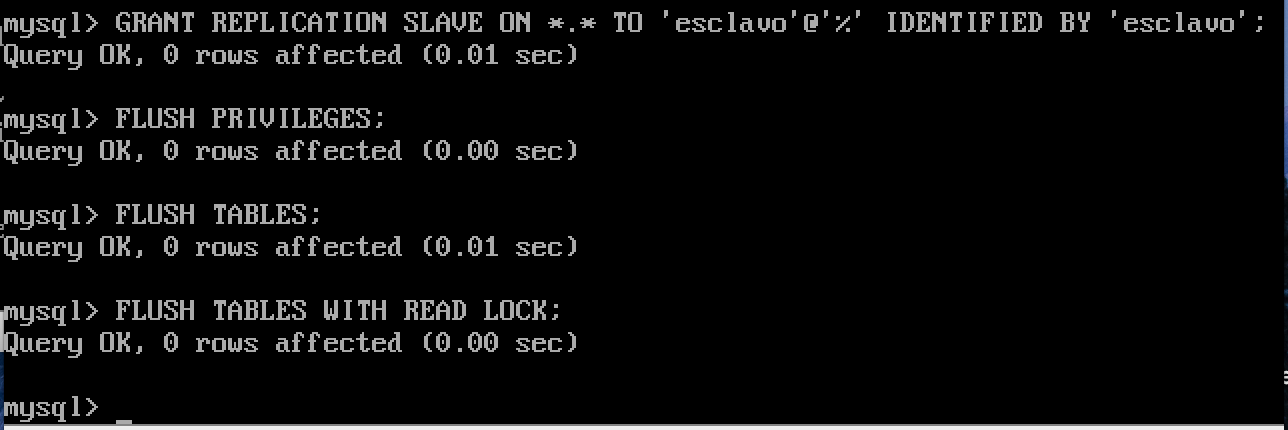 mysql> GRANT REPLICATION SLAVE ON *.* TO 'esclavo'@'%' IDENTIFIED BY 'esclavo';
Query OK, 0 rows affected (0.01 sec)
mysql> FLUSH PRIVILEGES;
Query OK, 0 rows affected (0.00 sec)
mysql> FLUSH TABLES;
Query OK, 0 rows affected (0.01 sec)
mysql> FLUSH TABLES WITH READ LOCK;
Query OK, 0 rows affected (0.00 sec)
mysql> _